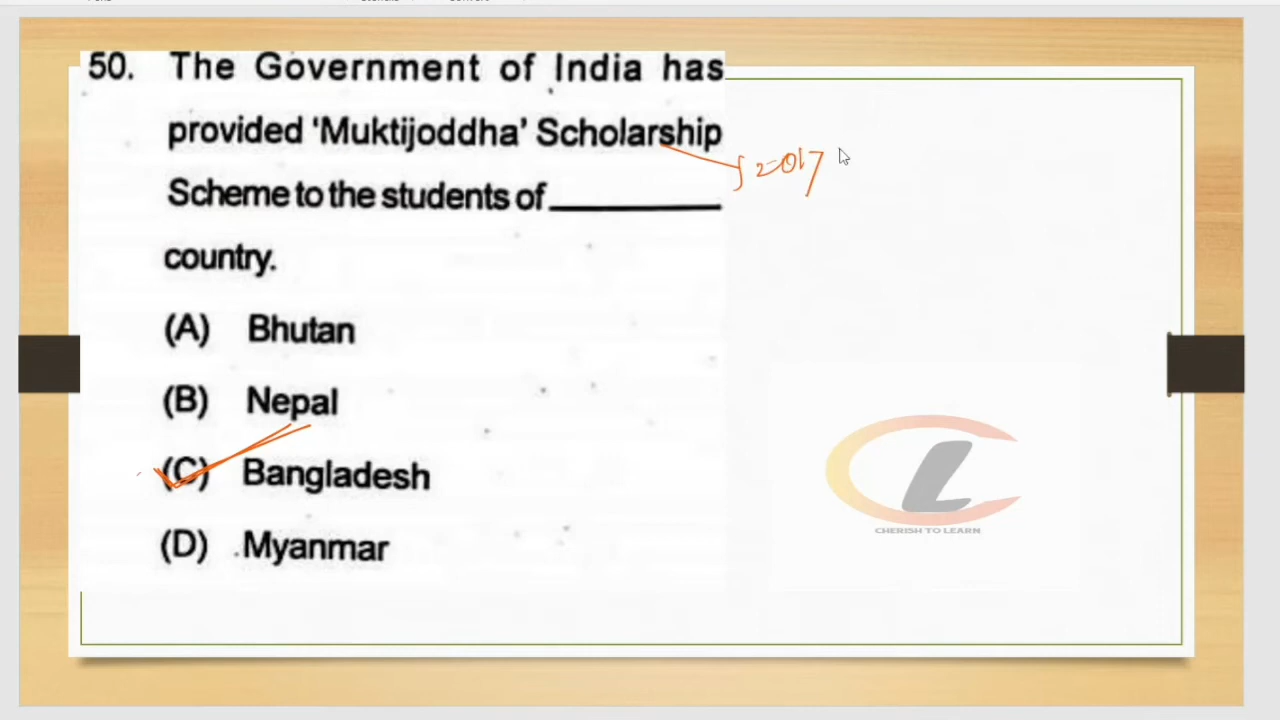 50. The Government of India has
provided 'Muktijoddha' Scholarship
2017
Scheme to the students of ________
country.
(A) Bhutan
(B) Nepal
(C) Bangladesh
(D) Myanmar
CL
CHERISH TO LEARN